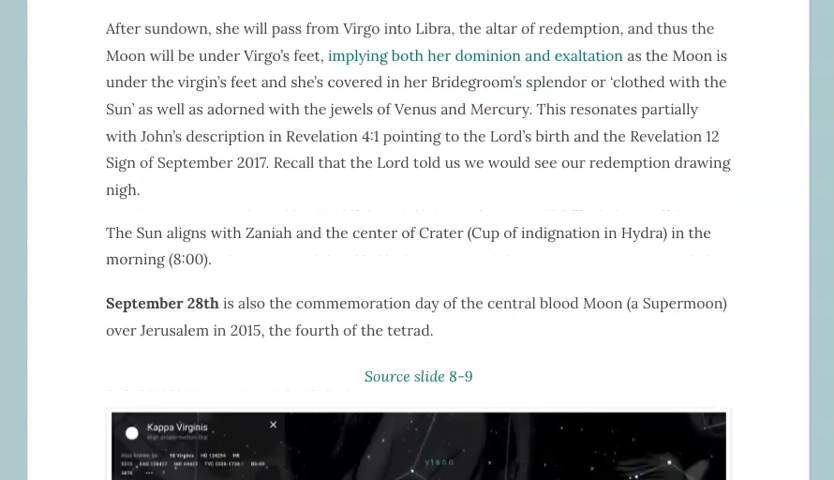 After sundown, she will pass from Virgo into Libra, the altar of redemption, and thus the
Moon will be under Virgo’s feet, implying both her dominion and exaltation as the Moon is
under the virgin’s feet and she’s covered in her Bridegroom’s splendor or ‘clothed with the
Sun’ as well as adorned with the jewels of Venus and Mercury. This resonates partially
with John’s description in Revelation 4:1 pointing to the Lord’s birth and the Revelation 12
Sign of September 2017. Recall that the Lord told us we would see our redemption drawing
nigh.
The Sun aligns with Zaniah and the center of Crater (Cup of indignation in Hydra) in the
morning (8:00).
September 28th is also the commemoration day of the central blood Moon (a Supermoon)
over Jerusalem in 2015, the fourth of the tetrad.
Source slide 8-9
Kappa Virginis
VIRGO